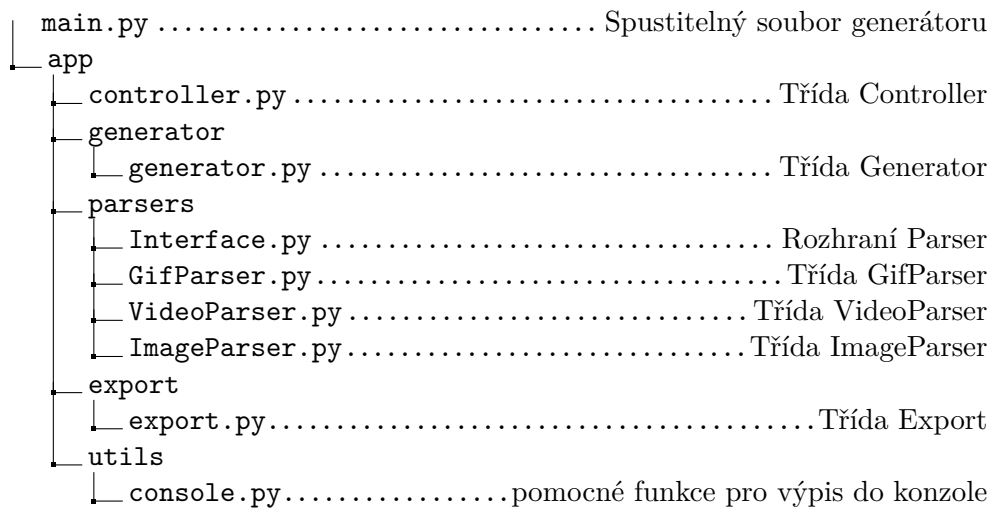 main.py ................................. Spustitelný soubor generátoru
app
controller.py .................................... Třída Controller
generator
generator.py .................................. Třída Generator
parsers
Interface.py .................................. Rozhraní Parser
GifParser.py ................................... Třída GifParser
VideoParser.py .............................. Třída VideoParser
ImageParser.py .............................. Třída ImageParser
export
export.py ......................................... Třída Export
utils
console.py ................. pomocné funkce pro výpis do konzole